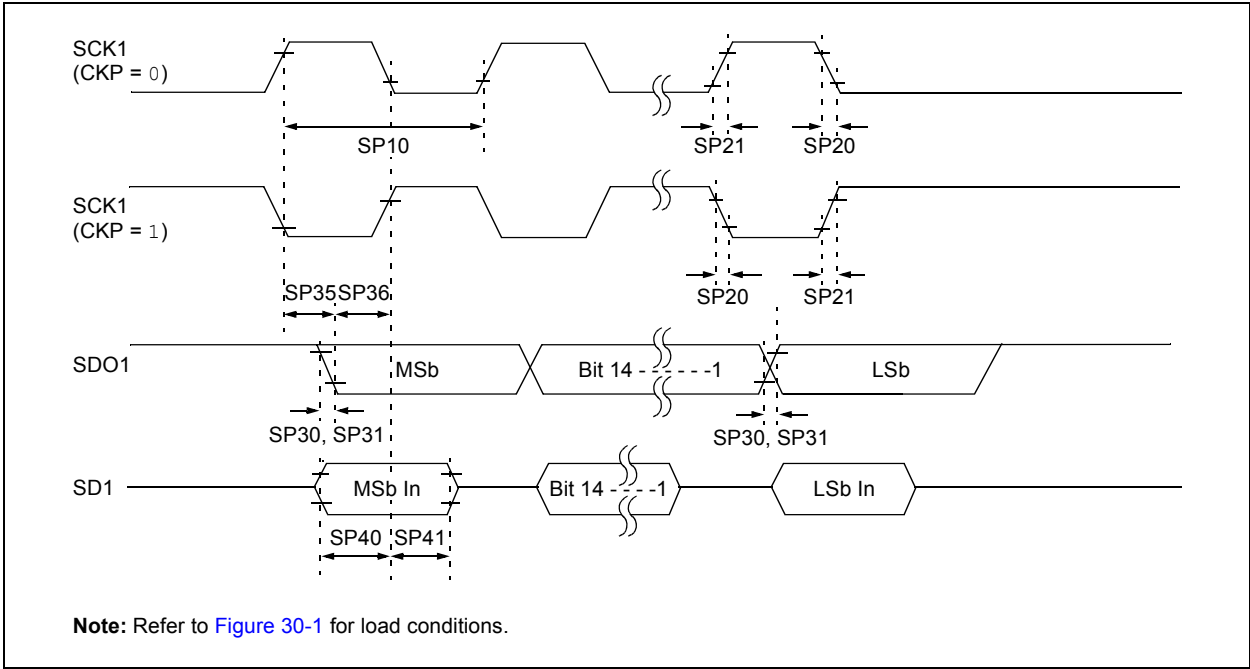 SCK1
(CKP = 0)
SP10
SP21
SP20
SCK1
(CKP = 1)
SP20
SP21
SP35 SP36
SDO1
MSb
Bit 14 - - - - - - -1
LSb
SP30, SP31
SP30, SP31
SD1
MSb In
Bit 14 - - - - -1
LSb In
SP40 SP41
Note: Refer to Figure 30-1 for load conditions.